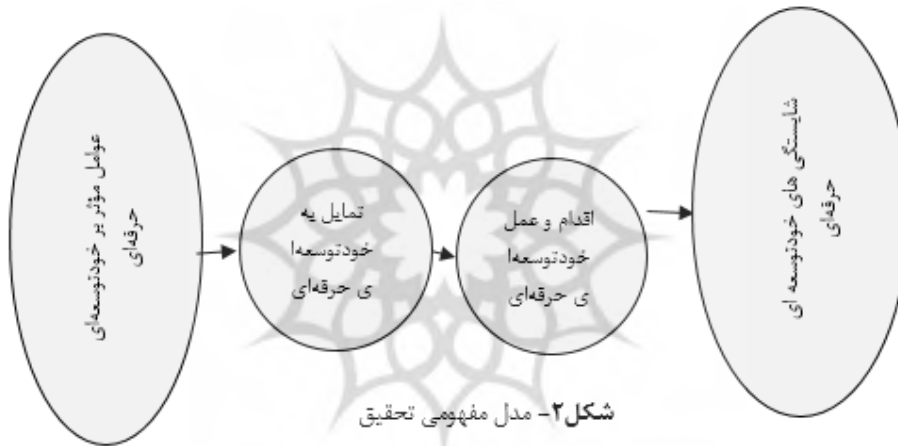 عوامل مؤثر بر خودتوسعه‌ای
حرفه‌ای
تمایل به
خودتوسعه‌ا
ی حرفه‌ای
اقدام و عمل
خودتوسعه‌ا
ی حرفه‌ای
شایستگی های خودتوسعه ای
حرفه‌ای
شکل۲- مدل مفهومی تحقیق